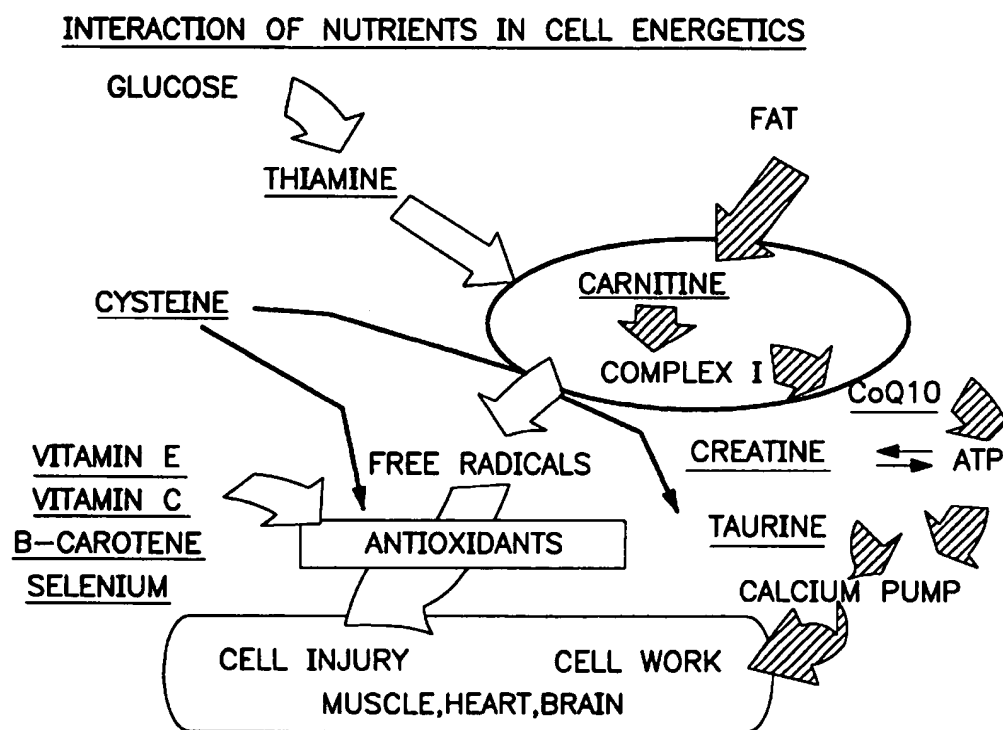 INTERACTION OF NUTRIENTS IN CELL ENERGETICS
GLUCOSE
FAT
THIAMINE
CARNITINE
CYSTEINE
COMPLEX I
CoQ10
CREATINE
ATP
VITAMIN E
FREE RADICALS
VITAMIN C
TAURINE
B-CAROTENE
ANTIOXIDANTS
SELENIUM
CALCIUM PUMP
CELL INJURY
CELL WORK
MUSCLE,HEART,BRAIN